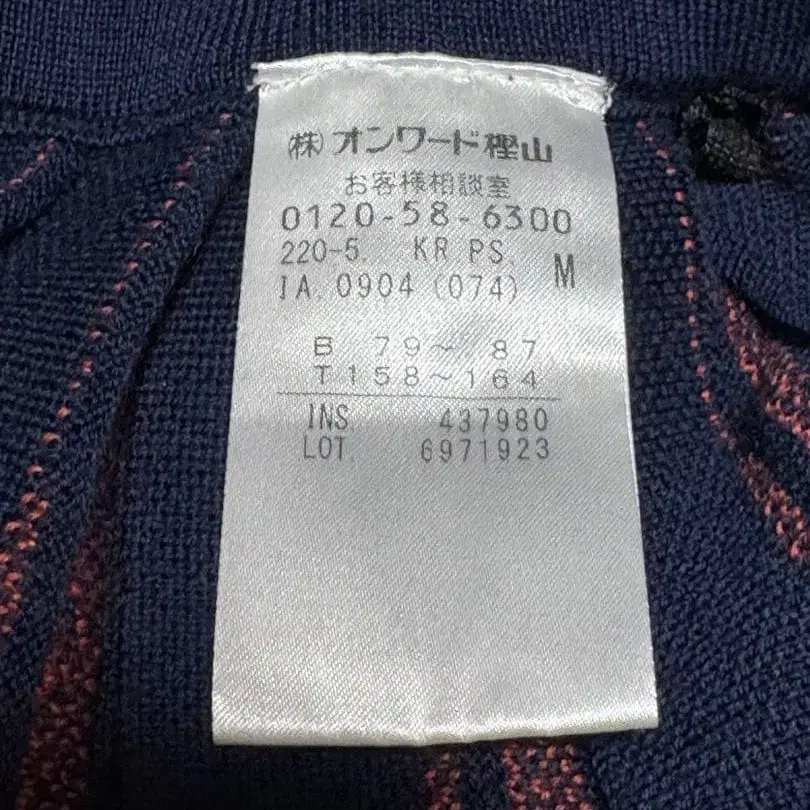 (株)オンワード樫山
お客様相談室
0120-58-6300
220-5. KR PS. M
IA. 0904 (074)
B 79～87
T158～164
INS. 437980
LOT. 6971923